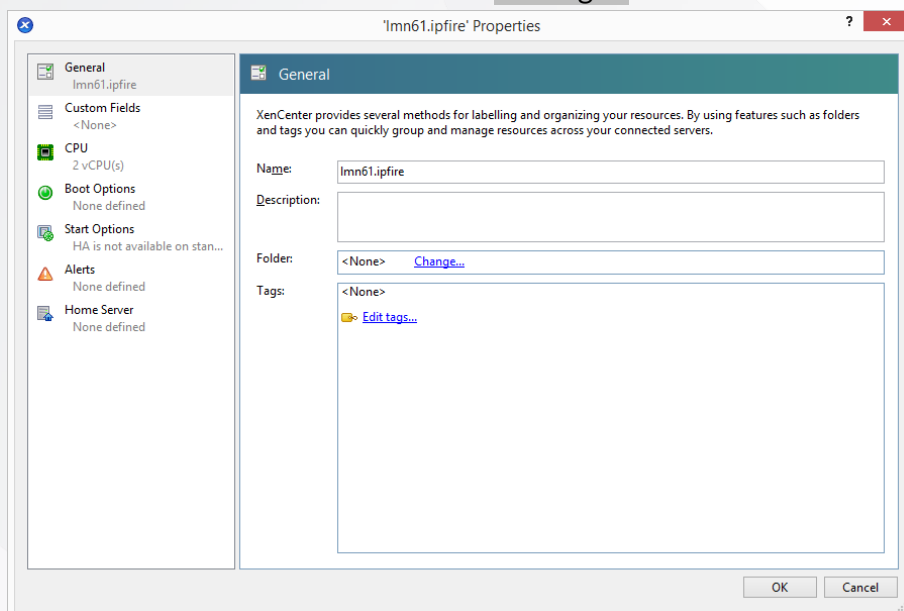 'lmn61.ipfire' Properties
?
General
lmn61.ipfire
Custom Fields
<None>
CPU
2 vCPU(s)
Boot Options
None defined
Start Options
HA is not available on stan...
Alerts
None defined
Home Server
None defined
General
XenCenter provides several methods for labelling and organizing your resources. By using features such as folders
and tags you can quickly group and manage resources across your connected servers.
Name: lmn61.ipfire
Description:
Folder: <None> Change...
Tags: <None>
Edit tags...
OK Cancel